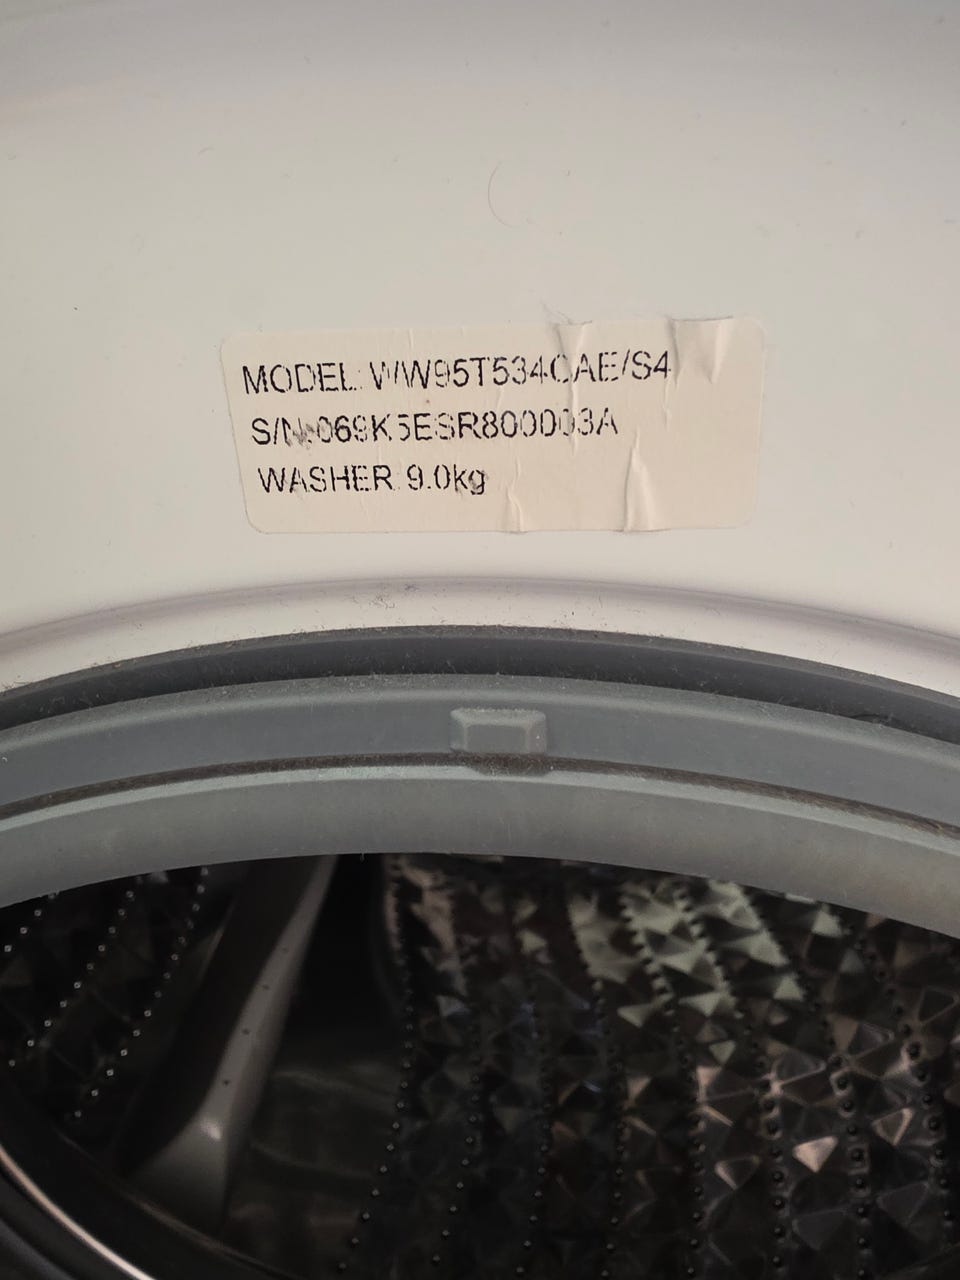 MODEL: WW95T534CAE/S4
S/N:069K5ESR800003A
WASHER: 9.0kg